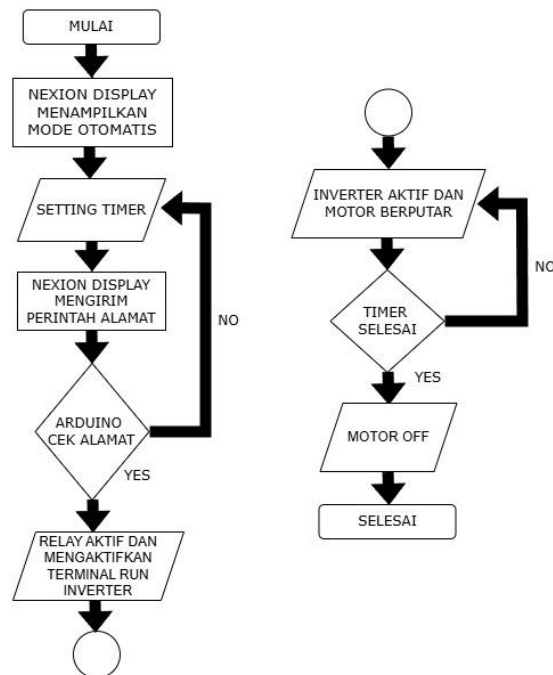 MULAI
NEXION DISPLAY
MENAMPILKAN
MODE OTOMATIS
SETTING TIMER
NEXION DISPLAY
MENGIRIM
PERINTAH ALAMAT
NO
ARDUINO
CEK ALAMAT
YES
RELAY AKTIF DAN
MENGAKTIFKAN
TERMINAL RUN
INVERTER
INVERTER AKTIF DAN
MOTOR BERPUTAR
NO
TIMER
SELESAI
YES
MOTOR OFF
SELESAI